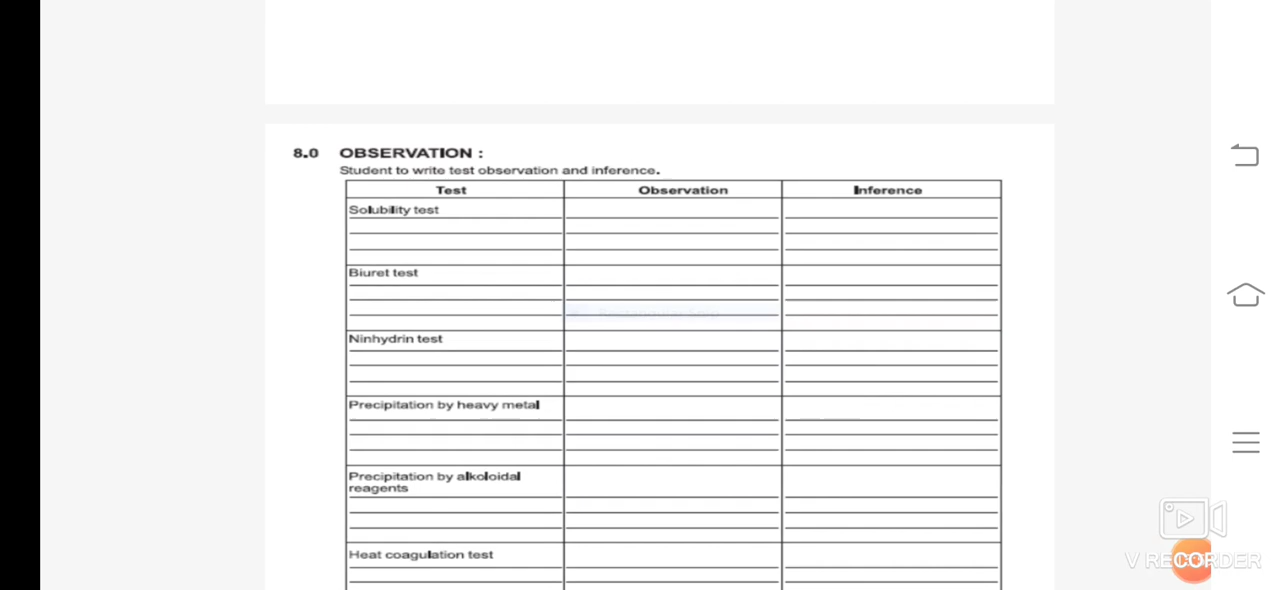 8.0 OBSERVATION :
Student to write test observation and inference.
Test Observation Inference
Solubility test
Biuret test
Ninhydrin test
Precipitation by heavy metal
Precipitation by alkoloidal
reagents
Heat coagulation test
V RECORDER